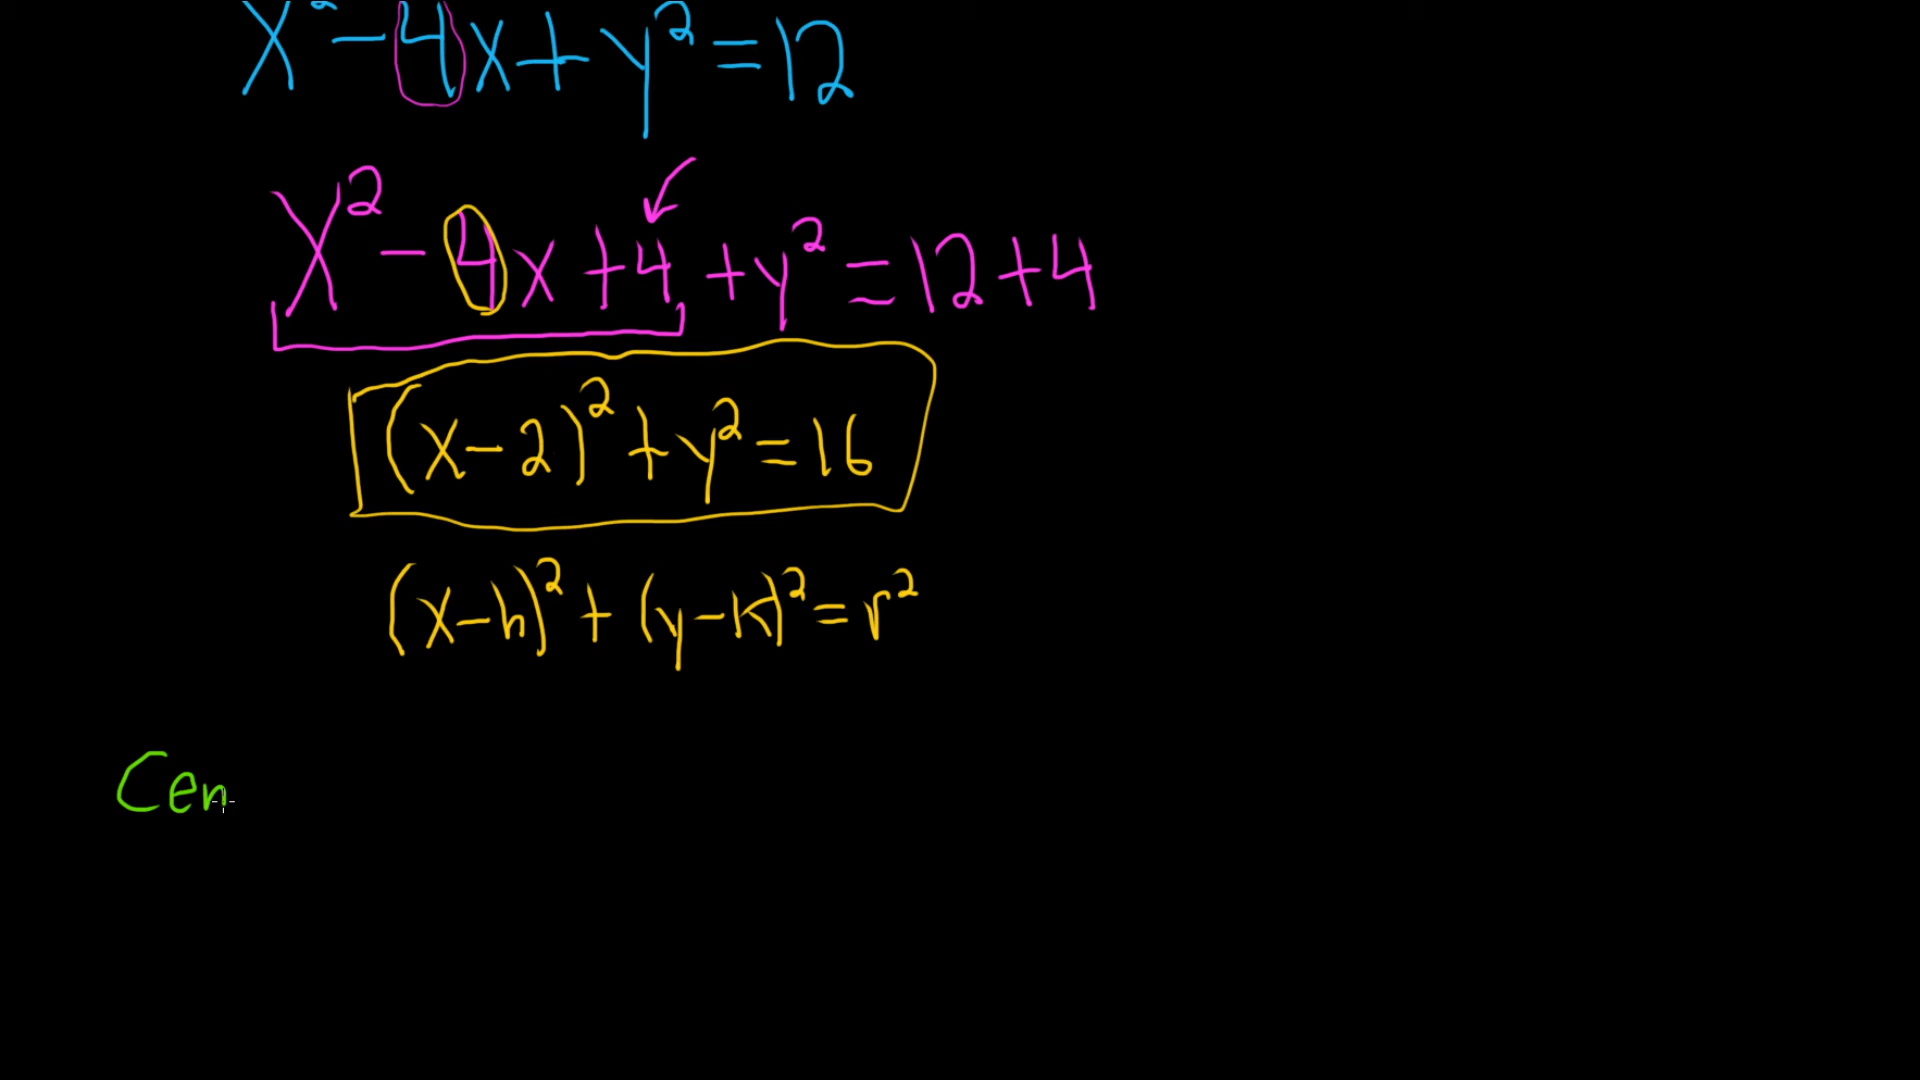 x² - 4x + y² = 12
x² - 4x + 4 + y² = 12 + 4
(x - 2)² + y² = 16
(x - h)² + (y - k)² = r²
Cen